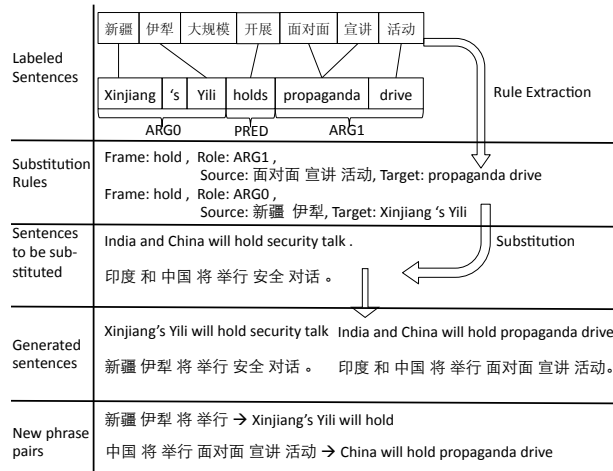 新疆 伊犁 大规模 开展 面对面 宣讲 活动
Labeled
Sentences
Xinjiang 's Yili holds propaganda drive
Rule Extraction
ARG0 PRED ARG1
Substitution
Rules
Frame: hold , Role: ARG1 ,
Source: 面对面 宣讲 活动, Target: propaganda drive
Frame: hold , Role: ARG0 ,
Source: 新疆 伊犁, Target: Xinjiang ‘s Yili
Sentences
to be sub-
stituted
India and China will hold security talk .
Substitution
印度 和 中国 将 举行 安全 对话 。
Generated
sentences
Xinjiang’s Yili will hold security talk India and China will hold propaganda drive
新疆 伊犁 将 举行 安全 对话 。 印度 和 中国 将 举行 面对面 宣讲 活动。
New phrase
pairs
新疆 伊犁 将 举行 → Xinjiang’s Yili will hold
中国 将 举行 面对面 宣讲 活动 → China will hold propaganda drive